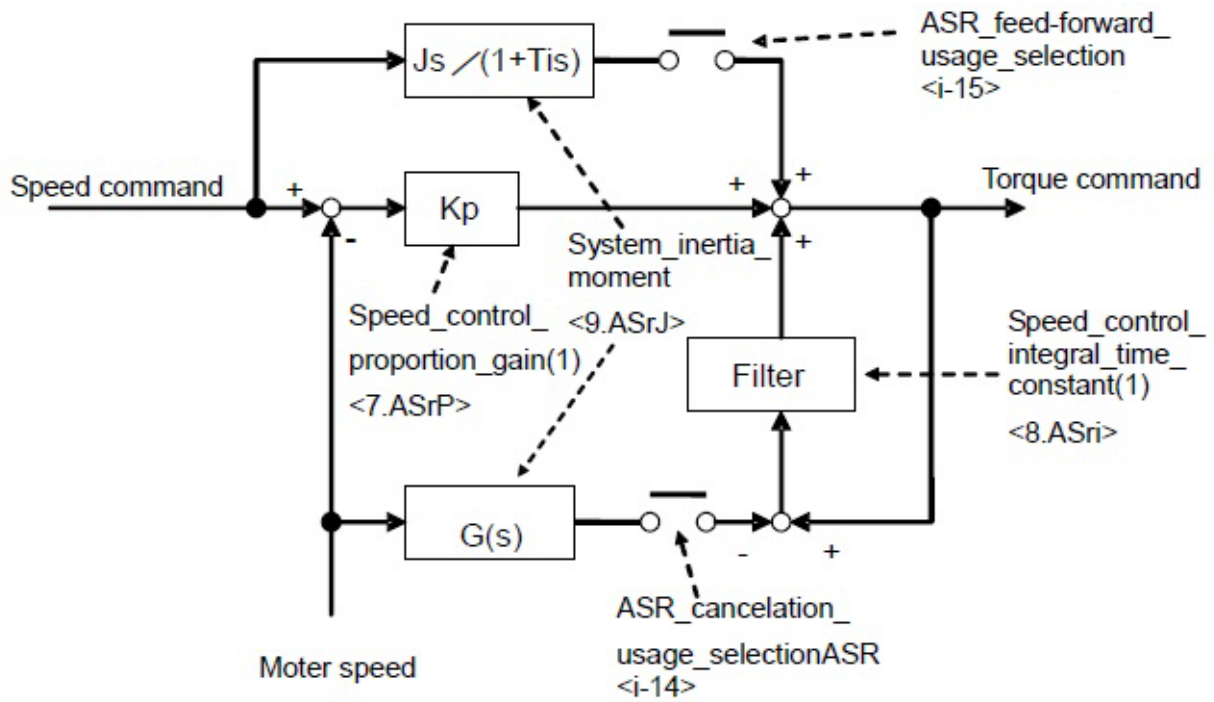 ASR_feed-forward_
usage_selection
<i-15>
Js／(1+Tis)
Speed command
+
-
Kp
+
+
+
Torque command
System_inertia_
moment
<9.ASrJ>
Speed_control_
proportion_gain(1)
<7.ASrP>
Filter
Speed_control_
integral_time_
constant(1)
<8.ASri>
G(s)
-
+
ASR_cancelation_
usage_selectionASR
<i-14>
Moter speed